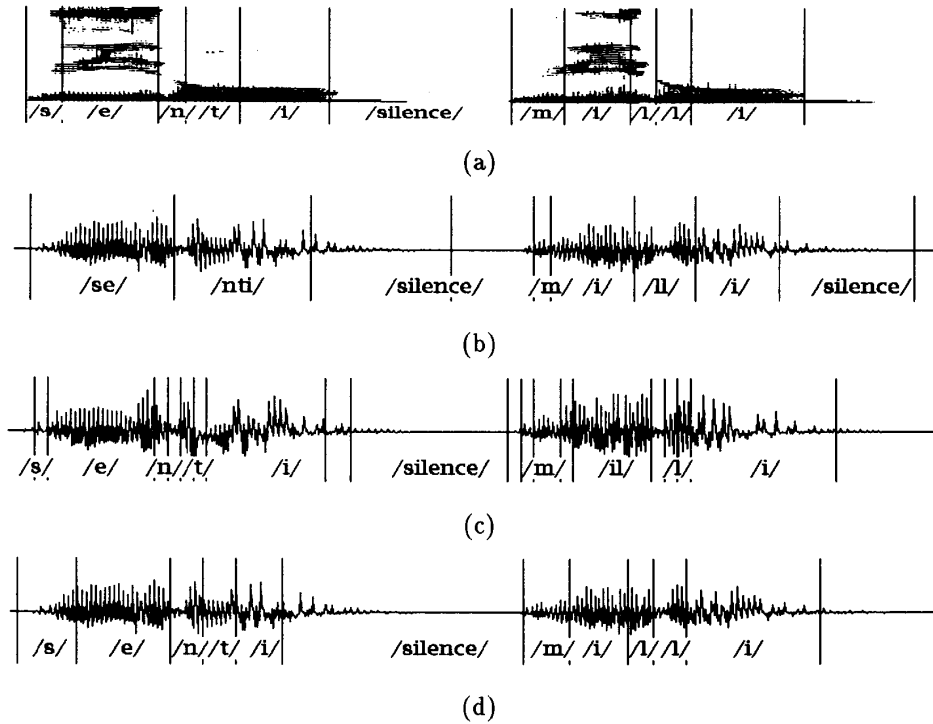 /s/ /e/ /n/ /t/ /i/ /silence/ /m/ /i/ /l/ /l/ /i/
(a)
/se/ /nti/ /silence/ /m/ /i/ /ll/ /i/ /silence/
(b)
/s/ /e/ /n/ /t/ /i/ /silence/ /m/ /il/ /l/ /i/
(c)
/s/ /e/ /n/ /t/ /i/ /silence/ /m/ /i/ /l/ /l/ /i/
(d)